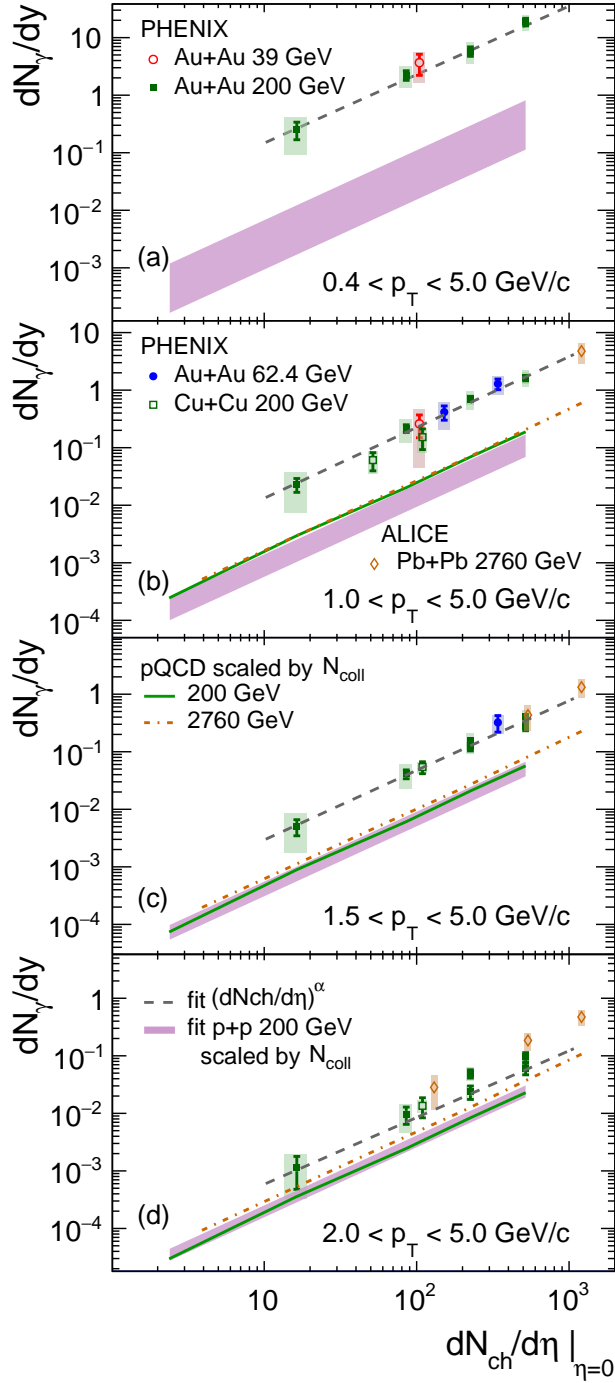 PHENIX
Au+Au 39 GeV
Au+Au 200 GeV
dN_γ/dy
10
1
10^−1
10^−2
10^−3
(a)
0.4 < p_T < 5.0 GeV/c
PHENIX
Au+Au 62.4 GeV
Cu+Cu 200 GeV
dN_γ/dy
10
1
10^−1
10^−2
10^−3
10^−4
ALICE
Pb+Pb 2760 GeV
(b)
1.0 < p_T < 5.0 GeV/c
pQCD scaled by N_coll
200 GeV
2760 GeV
dN_γ/dy
1
10^−1
10^−2
10^−3
10^−4
(c)
1.5 < p_T < 5.0 GeV/c
fit (dNch/dη)^α
fit p+p 200 GeV
scaled by N_coll
dN_γ/dy
1
10^−1
10^−2
10^−3
10^−4
(d)
2.0 < p_T < 5.0 GeV/c
10 10^2 10^3
dN_ch/dη |_η=0